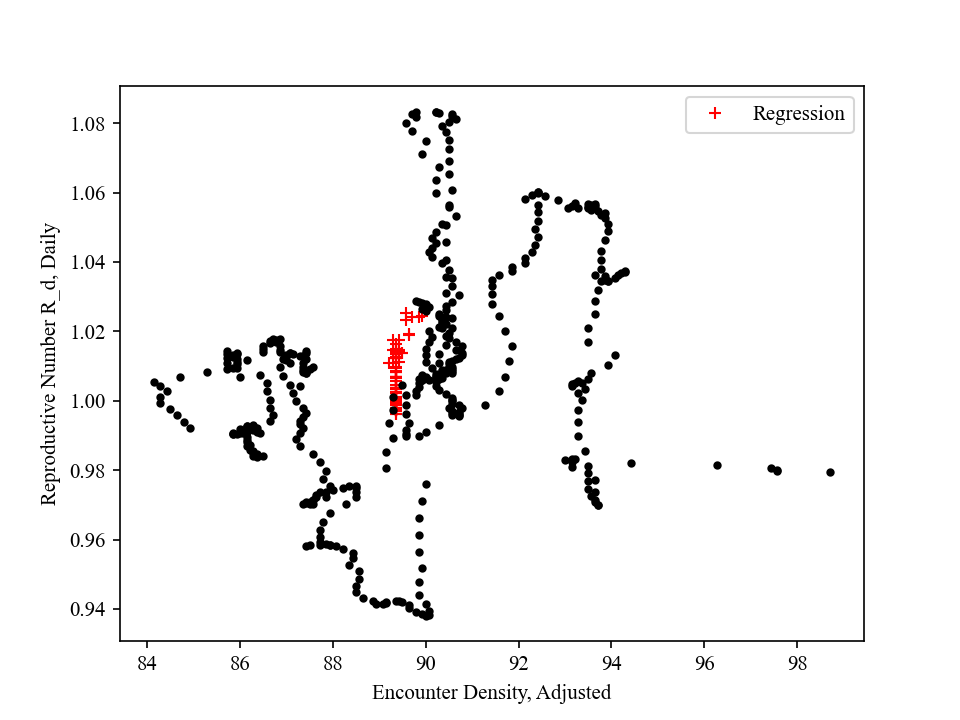 Regression
1.08
1.06
1.04
1.02
1.00
0.98
0.96
0.94
Reproductive Number R_d, Daily
84 86 88 90 92 94 96 98
Encounter Density, Adjusted